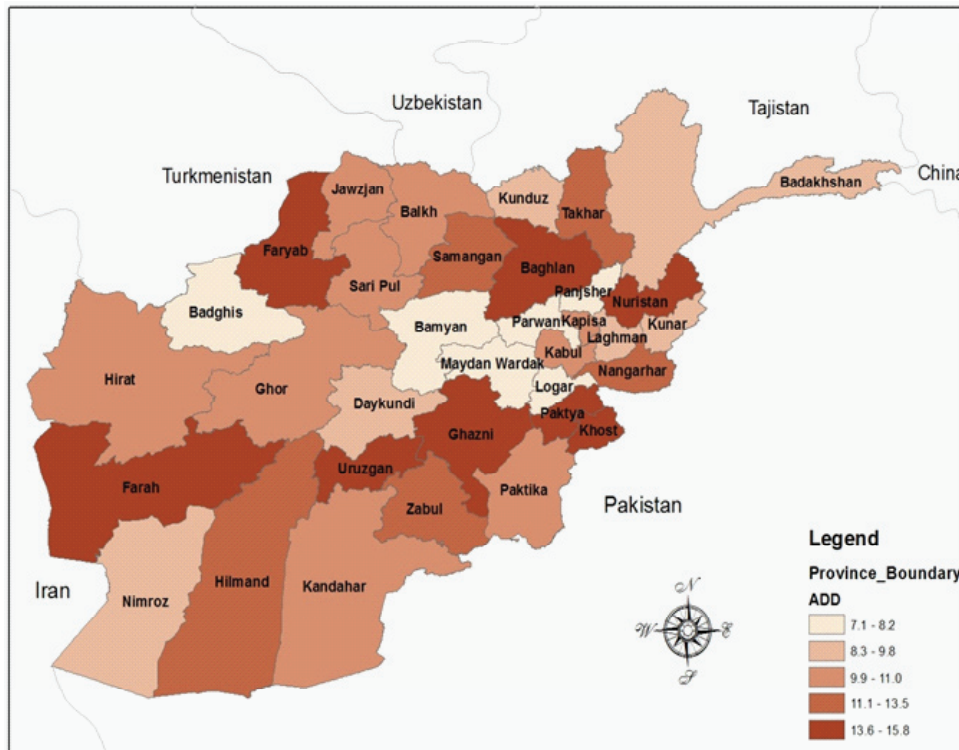 Uzbekistan
Tajistan
Turkmenistan
China
Jawzjan
Balkh
Kunduz
Takhar
Badakhshan
Faryab
Samangan
Baghlan
Sari Pul
Panjsher
Nuristan
Badghis
Bamyan
Parwan
Kapisa
Kunar
Laghman
Maydan Wardak
Kabul
Nangarhar
Hirat
Ghor
Daykundi
Logar
Paktya
Khost
Ghazni
Uruzgan
Farah
Zabul
Paktika
Pakistan
Iran
Nimroz
Hilmand
Kandahar
N
W
E
S
Legend
Province_Boundary
ADD
7.1 - 8.2
8.3 - 9.8
9.9 - 11.0
11.1 - 13.5
13.6 - 15.8